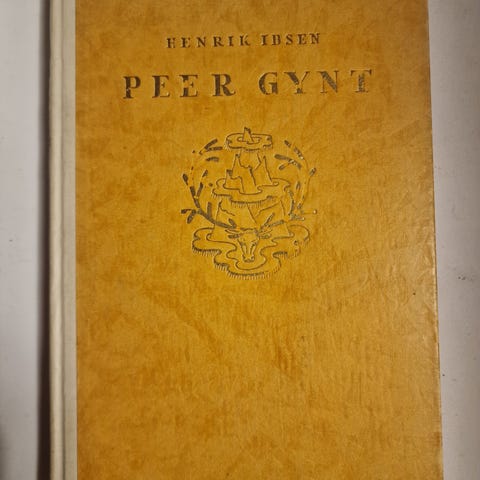 HENRIK IBSEN
PEER GYNT